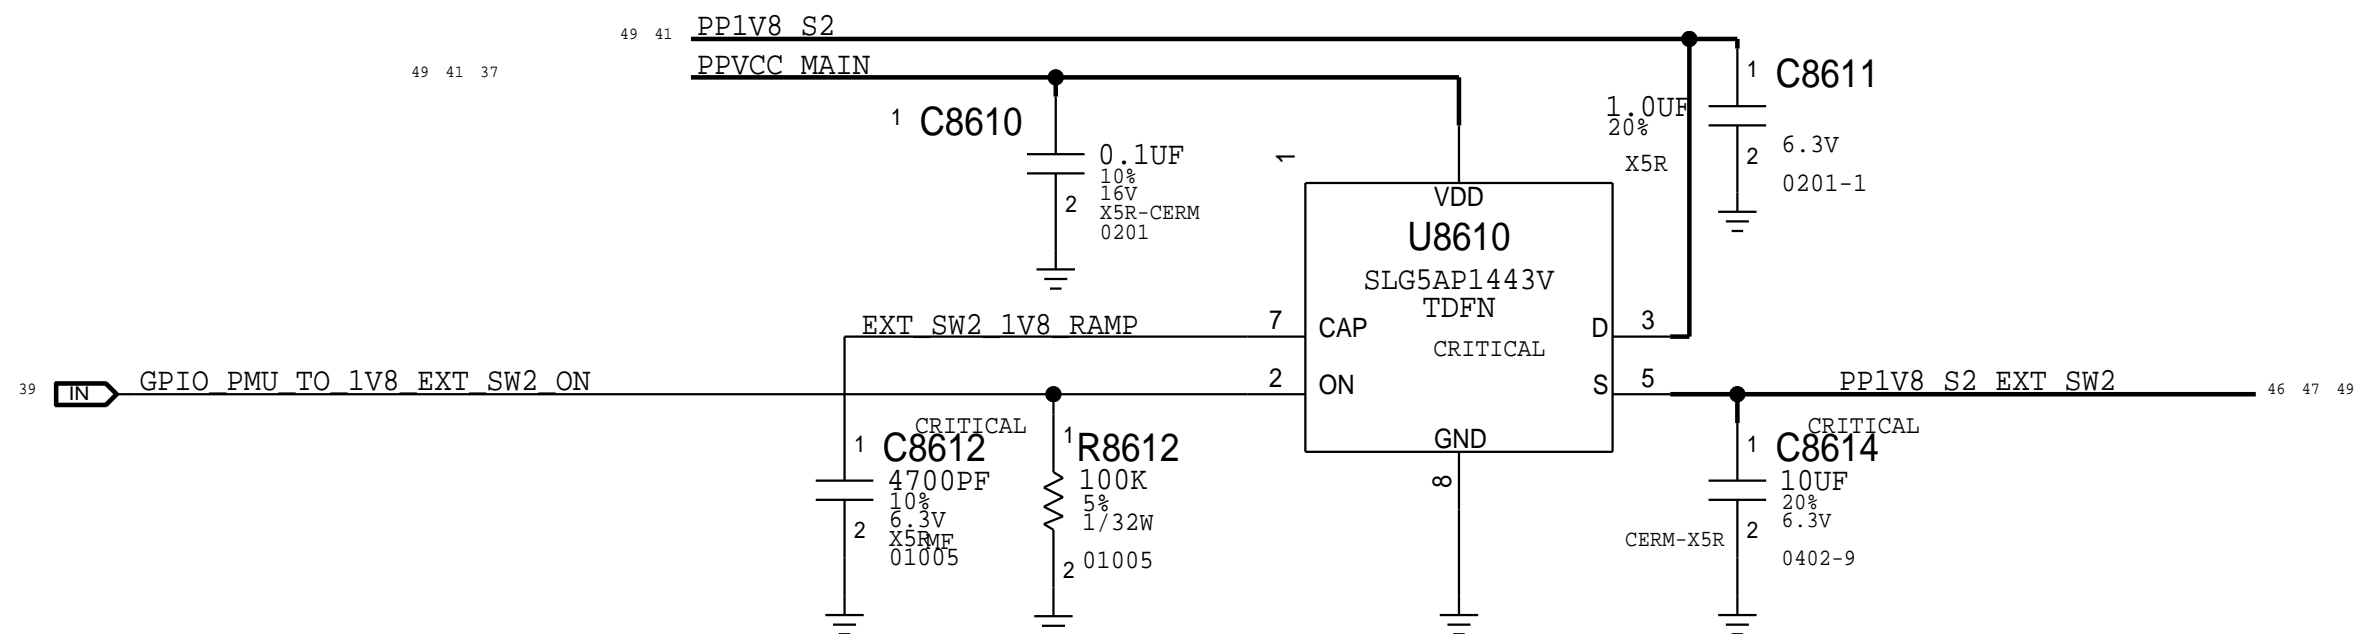 49 41 PP1V8_S2
49 41 37 PPVCC_MAIN
1 C8611
1.0UF
20%
X5R
6.3V
2
0201-1
1 C8610
0.1UF
10%
16V
2 X5R-CERM
0201
1
VDD
U8610
SLG5AP1443V
TDFN
CRITICAL
EXT_SW2_1V8_RAMP 7 CAP
D 3
39 IN GPIO_PMU_TO_1V8_EXT_SW2_ON 2 ON
S 5 PP1V8_S2_EXT_SW2 46 47 49
GND
8
CRITICAL
1 C8612
4700PF
10%
6.3V
2 X5R
01005
1 R8612
100K
5%
1/32W
MF
2 01005
CRITICAL
1 C8614
10UF
20%
6.3V
CERM-X5R 2
0402-9